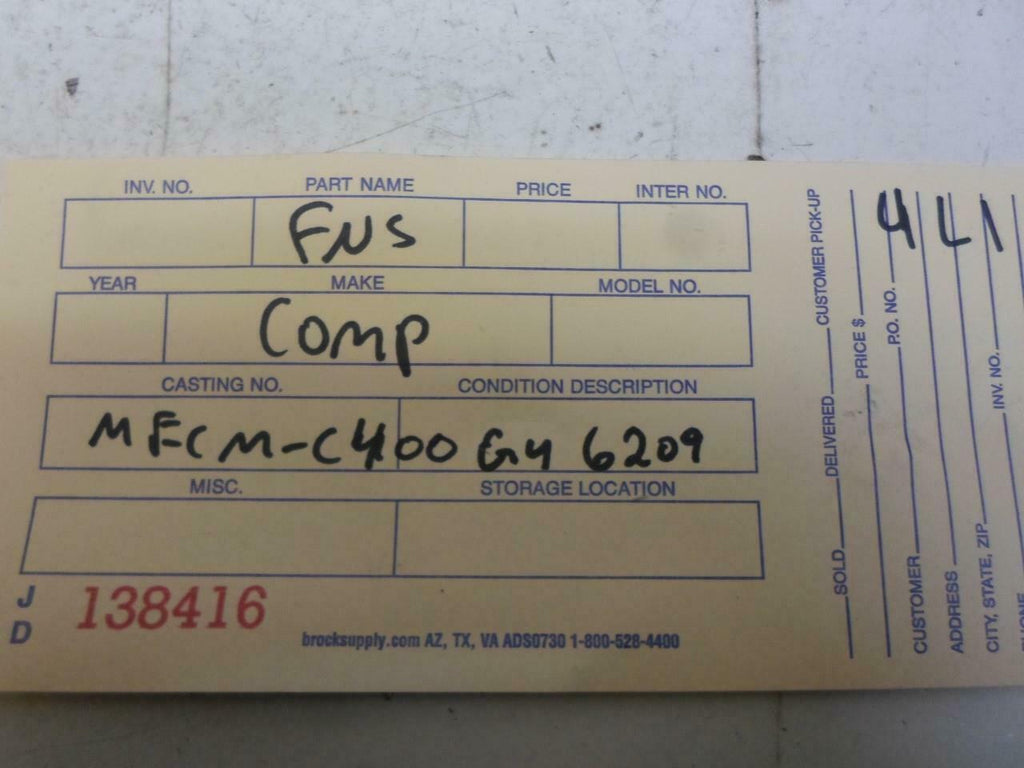 INV. NO. PART NAME PRICE INTER NO.
FNS
YEAR MAKE MODEL NO.
Comp
CASTING NO. CONDITION DESCRIPTION
MFCM-C400 G4 6209
MISC. STORAGE LOCATION
J D
138416
brocksupply.com AZ, TX, VA ADS0730 1-800-528-4400
SOLD DELIVERED CUSTOMER PICK-UP
PRICE $
P.O. NO.
CUSTOMER
ADDRESS
CITY, STATE, ZIP INV. NO.